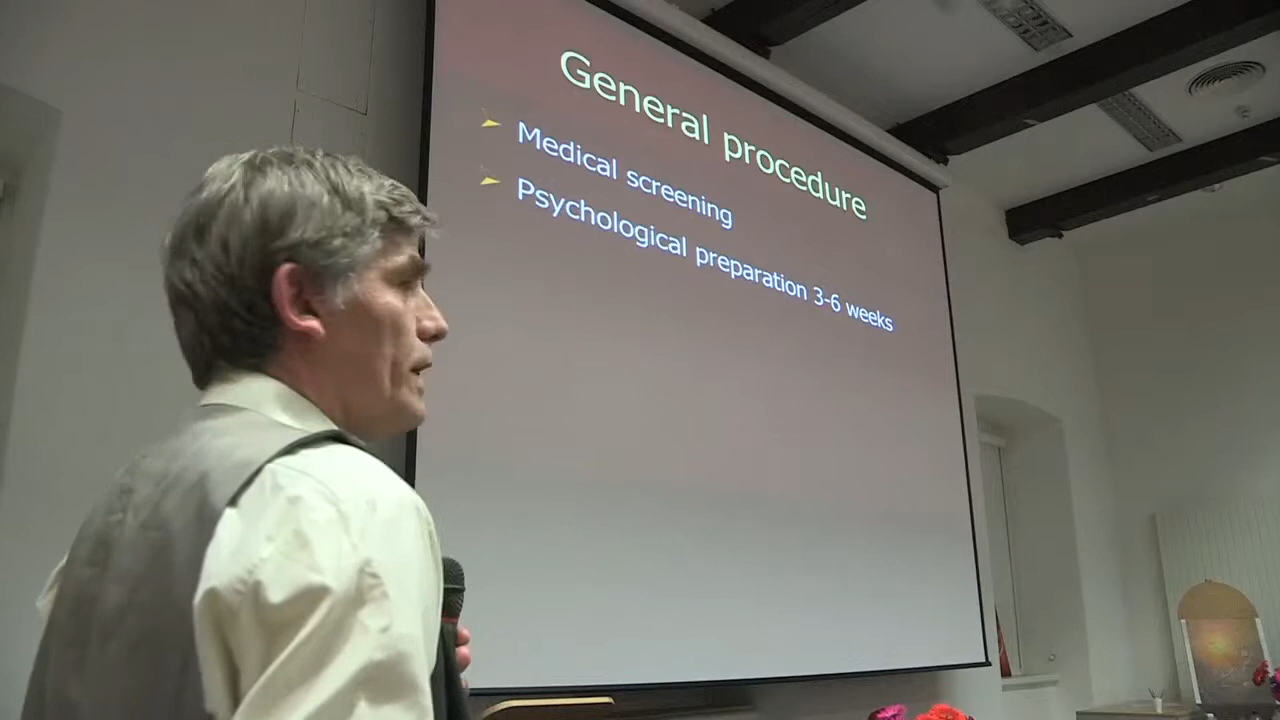 General procedure
Medical screening
Psychological preparation 3-6 weeks